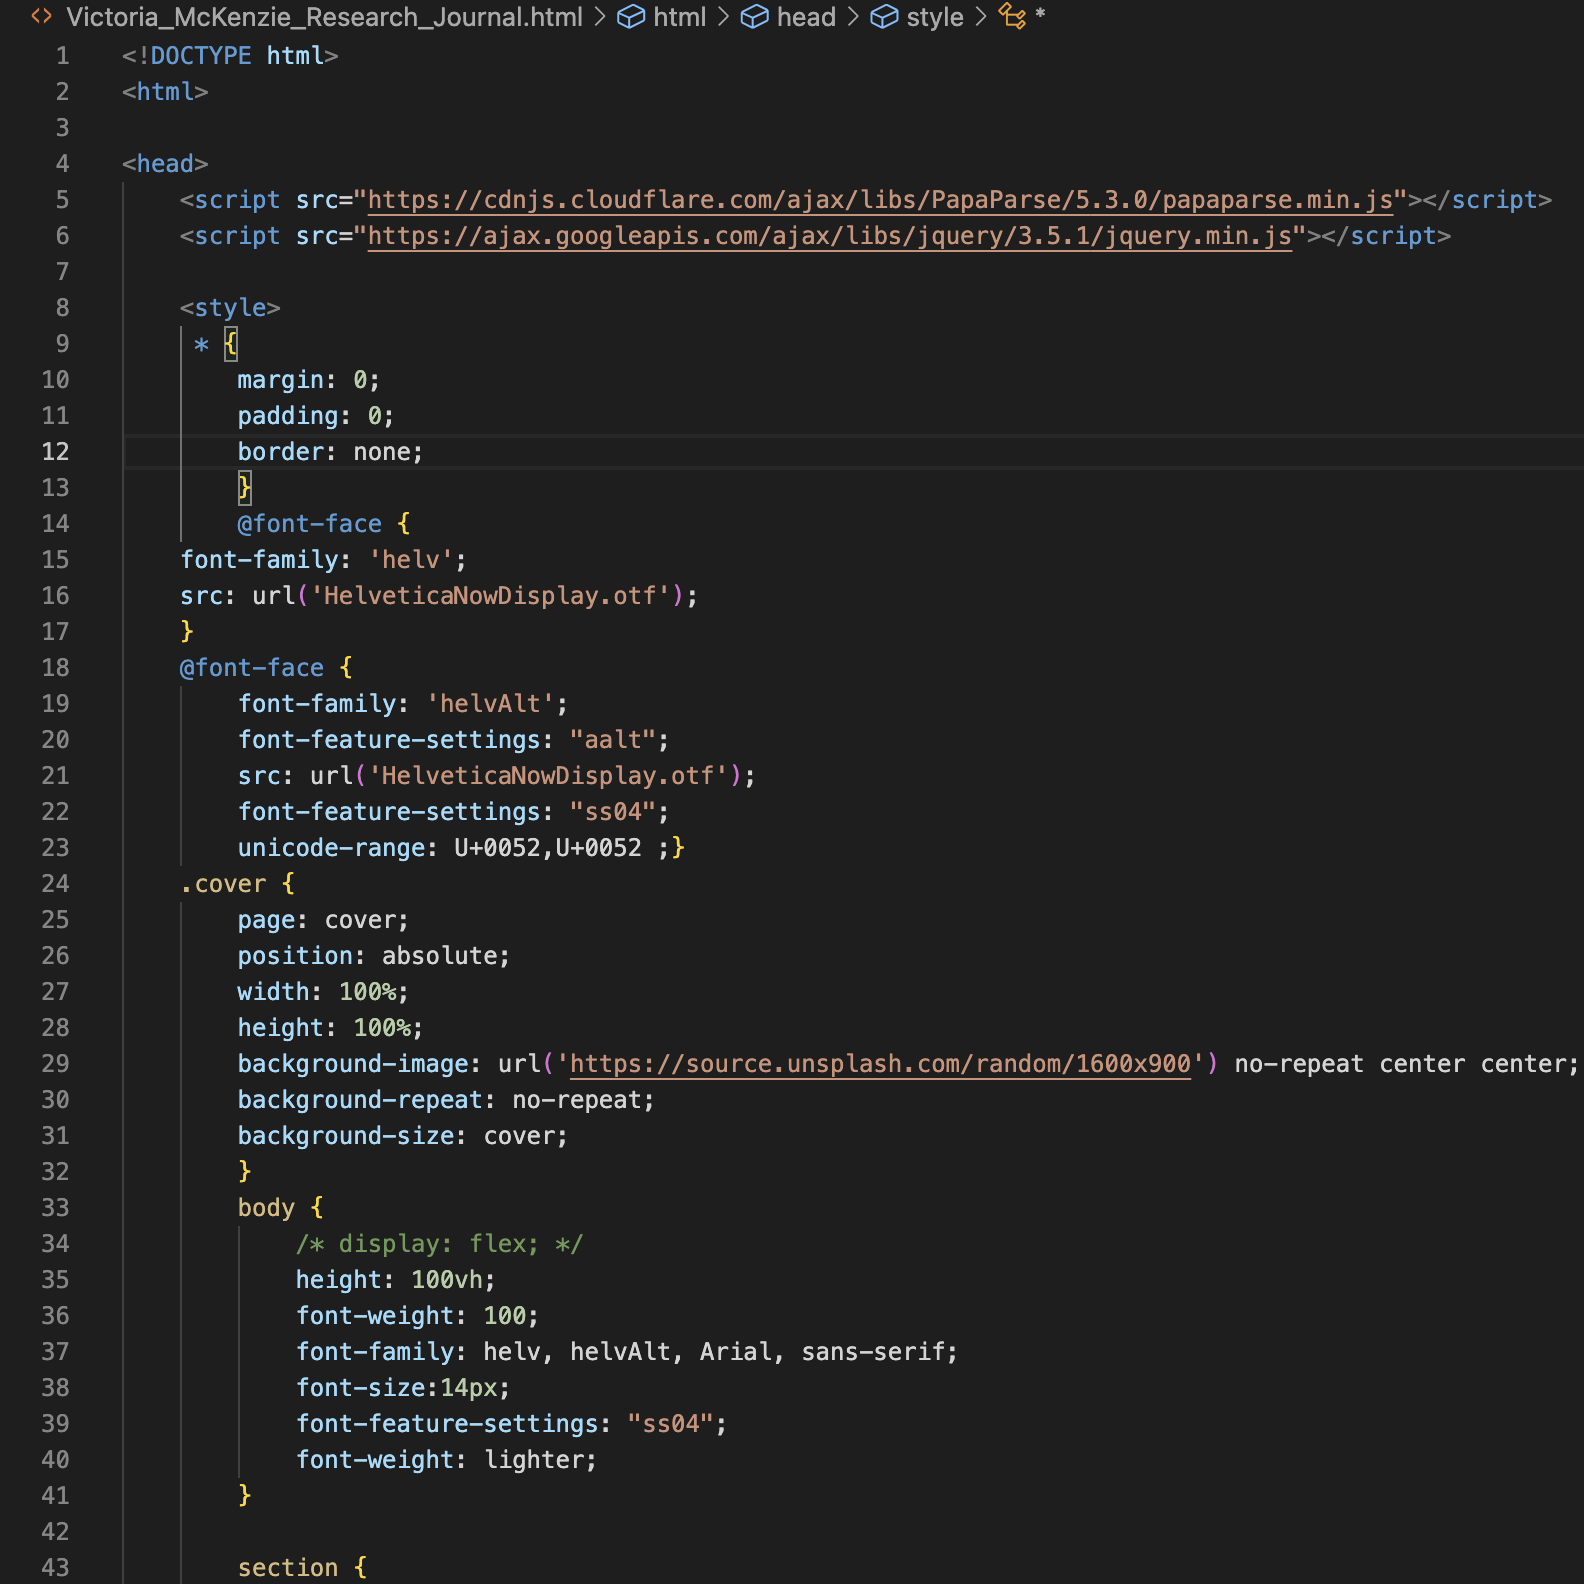 <> Victoria_McKenzie_Research_Journal.html > html > head > style > *
1 <!DOCTYPE html>
2 <html>
3
4 <head>
5 <script src="https://cdnjs.cloudflare.com/ajax/libs/PapaParse/5.3.0/papaparse.min.js"></script>
6 <script src="https://ajax.googleapis.com/ajax/libs/jquery/3.5.1/jquery.min.js"></script>
7
8 <style>
9 * {
10 margin: 0;
11 padding: 0;
12 border: none;
13 }
14 @font-face {
15 font-family: 'helv';
16 src: url('HelveticaNowDisplay.otf');
17 }
18 @font-face {
19 font-family: 'helvAlt';
20 font-feature-settings: "aalt";
21 src: url('HelveticaNowDisplay.otf');
22 font-feature-settings: "ss04";
23 unicode-range: U+0052,U+0052 ;}
24 .cover {
25 page: cover;
26 position: absolute;
27 width: 100%;
28 height: 100%;
29 background-image: url('https://source.unsplash.com/random/1600x900') no-repeat center center;
30 background-repeat: no-repeat;
31 background-size: cover;
32 }
33 body {
34 /* display: flex; */
35 height: 100vh;
36 font-weight: 100;
37 font-family: helv, helvAlt, Arial, sans-serif;
38 font-size:14px;
39 font-feature-settings: "ss04";
40 font-weight: lighter;
41 }
42
43 section {